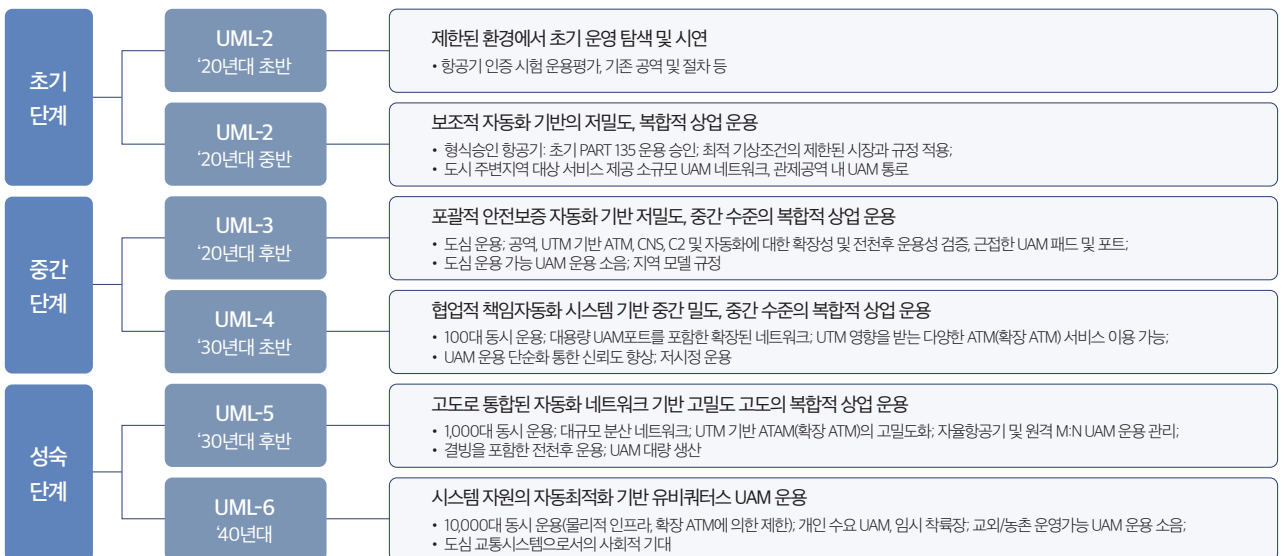 초기
단계
UML-2
‘20년대 초반
제한된 환경에서 초기 운영 탐색 및 시연
• 항공기 인증 시험 운용평가, 기존 공역 및 절차 등
UML-2
‘20년대 중반
보조적 자동화 기반의 저밀도, 복합적 상업 운용
• 형식승인 항공기: 초기 PART 135 운용 승인; 최적 기상조건의 제한된 시장과 규정 적용;
• 도시 주변지역 대상 서비스 제공 소규모 UAM 네트워크, 관제공역 내 UAM 통로
중간
단계
UML-3
‘20년대 후반
포괄적 안전보증 자동화 기반 저밀도, 중간 수준의 복합적 상업 운용
• 도심 운용; 공역, UTM 기반 ATM, CNS, C2 및 자동화에 대한 확장성 및 전천후 운용성 검증, 근접한 UAM 패드 및 포트;
• 도심 운용 가능 UAM 운용 소음; 지역 모델 규정
UML-4
‘30년대 초반
협업적 책임자동화 시스템 기반 중간 밀도, 중간 수준의 복합적 상업 운용
• 100대 동시 운용; 대용량 UAM포트를 포함한 확장된 네트워크; UTM 영향을 받는 다양한 ATM(확장 ATM) 서비스 이용 가능;
• UAM 운용 단순화 통한 신뢰도 향상; 저시정 운용
성숙
단계
UML-5
‘30년대 후반
고도로 통합된 자동화 네트워크 기반 고밀도 고도의 복합적 상업 운용
• 1,000대 동시 운용; 대규모 분산 네트워크; UTM 기반 ATAM(확장 ATM)의 고밀도화; 자율항공기 및 원격 M:N UAM 운용 관리;
• 결빙을 포함한 전천후 운용; UAM 대량 생산
UML-6
‘40년대
시스템 자원의 자동최적화 기반 유비쿼터스 UAM 운용
• 10,000대 동시 운용(물리적 인프라, 확장 ATM에 의한 제한); 개인 수요 UAM, 임시 착륙장; 교외/농촌 운영가능 UAM 운용 소음;
• 도심 교통시스템으로서의 사회적 기대